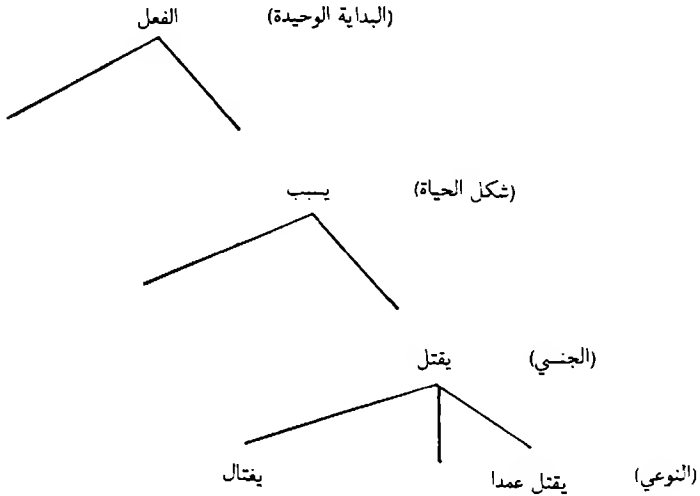 الفعل (البداية الوحيدة)
يسبب (شكل الحياة)
يقتل (الجنسي)
يغتال يقتل عمدا (النوعي)